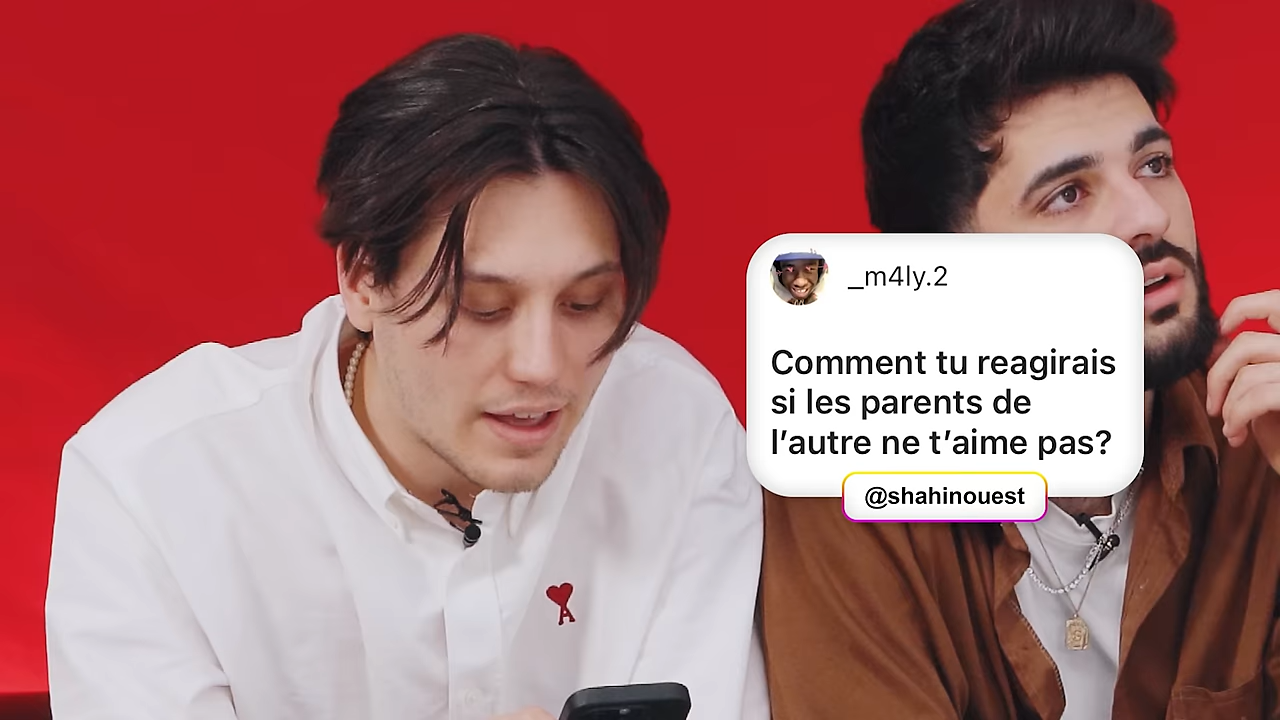 _m4ly.2
Comment tu reagirais
si les parents de
l’autre ne t’aime pas?
@shahinouest
A